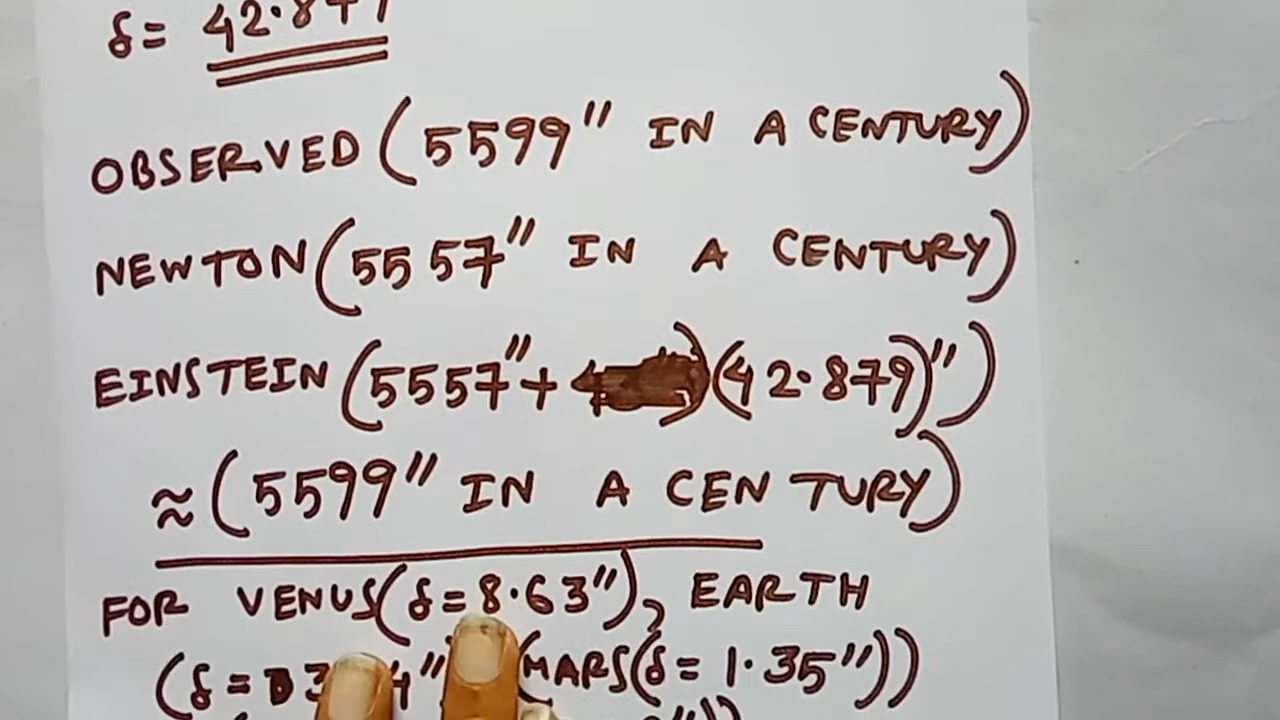 δ = 42.879
OBSERVED (5599" IN A CENTURY)
NEWTON (5557" IN A CENTURY)
EINSTEIN (5557" + (42.879)")
≈ (5599" IN A CENTURY)
FOR VENUS (δ = 8.63"), EARTH
(δ = (MARS (δ = 1.35"))